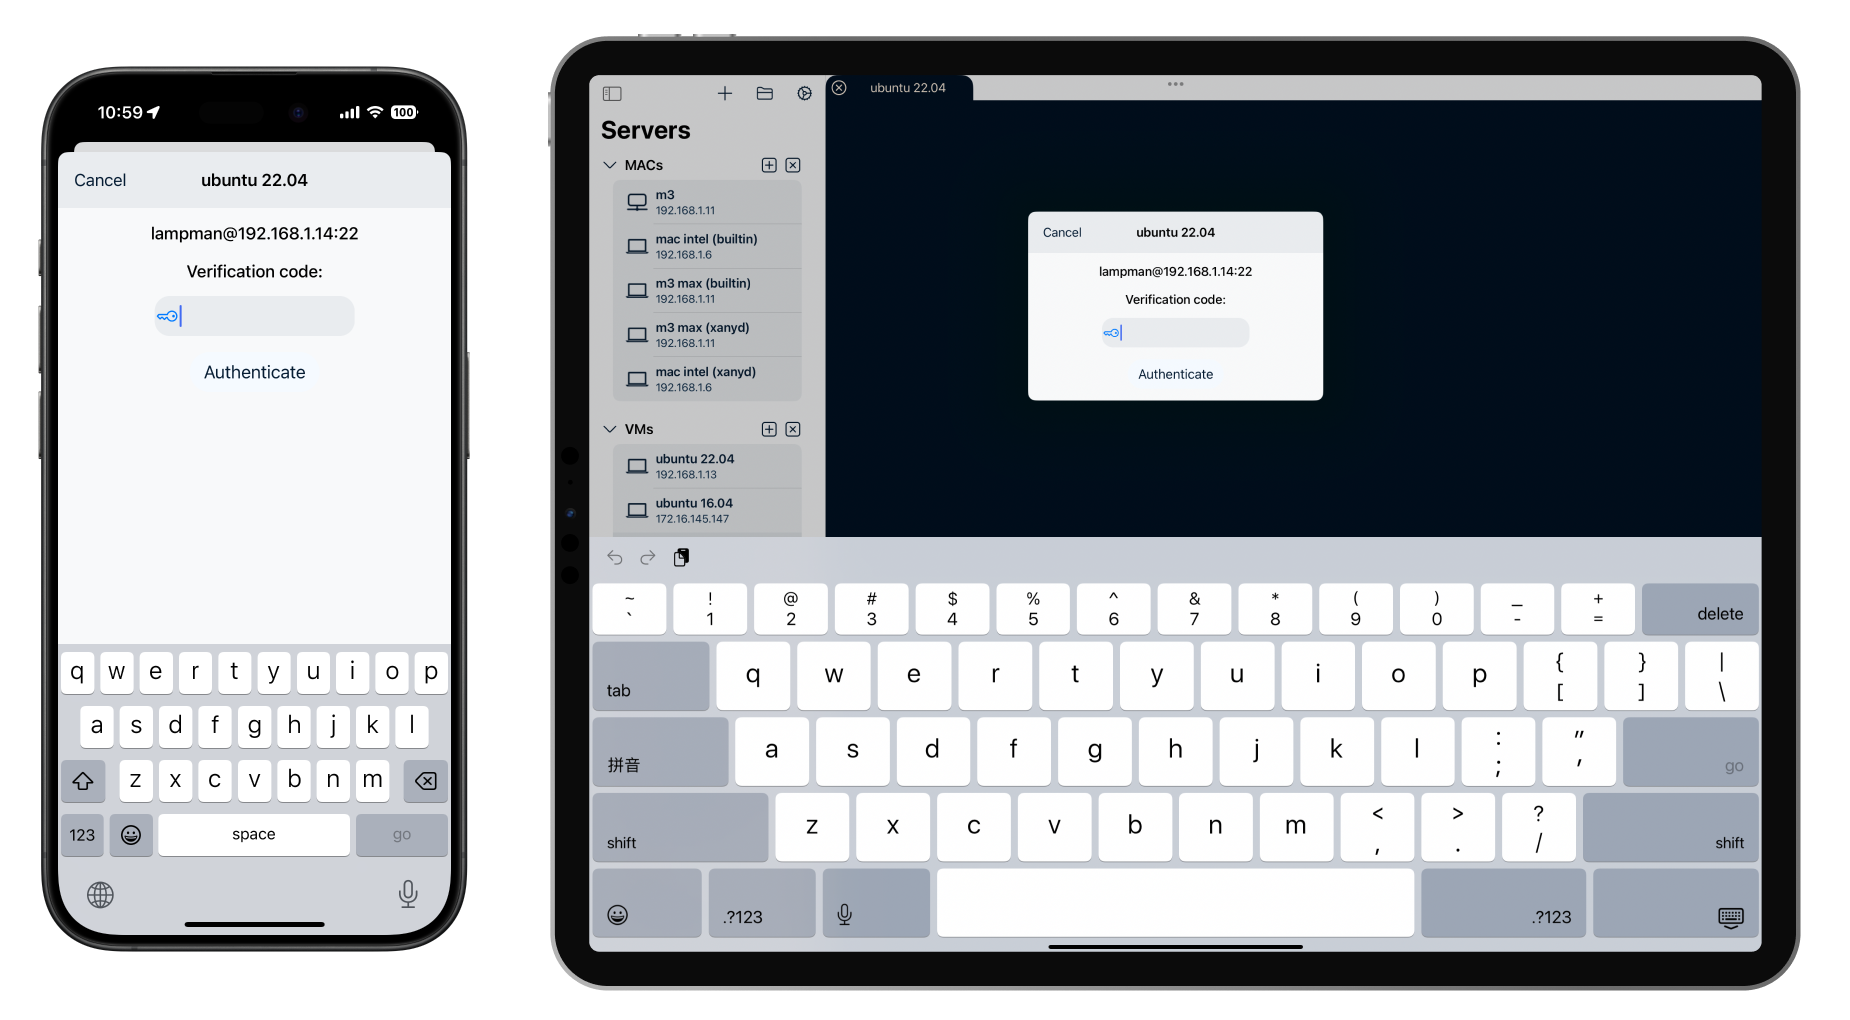 10:59
100
Cancel
ubuntu 22.04
lampman@192.168.1.14:22
Verification code:
Authenticate
q w e r t y u i o p
a s d f g h j k l
z x c v b n m
123
space
go
ubuntu 22.04
Servers
MACs
m3
192.168.1.11
mac intel (builtin)
192.168.1.6
m3 max (builtin)
192.168.1.11
m3 max (xanyd)
192.168.1.11
mac intel (xanyd)
192.168.1.6
VMs
ubuntu 22.04
192.168.1.13
ubuntu 16.04
172.16.145.147
Cancel
ubuntu 22.04
lampman@192.168.1.14:22
Verification code:
Authenticate
~ ! @ # $ % ^ & * ( ) _ +
` 1 2 3 4 5 6 7 8 9 0 - = delete
tab q w e r t y u i o p { [ } ] | \
拼音 a s d f g h j k l : ; " ' go
shift z x c v b n m < , > . ? / shift
.?123 .?123